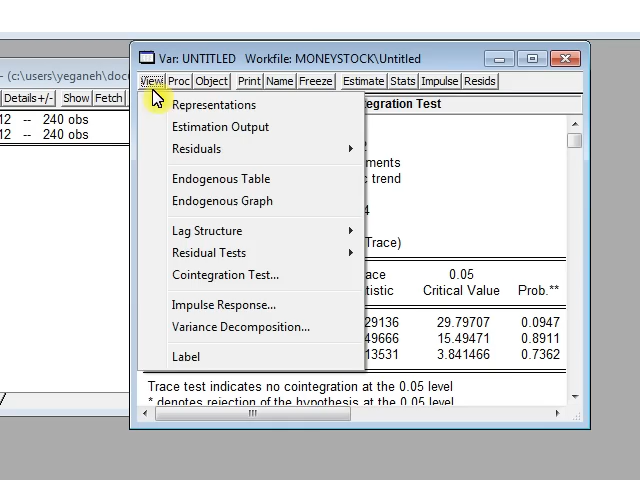 Var: UNTITLED Workfile: MONEYSTOCK\Untitled
- (c:\users\yeganeh\doc
View Proc Object Print Name Freeze Estimate Stats Impulse Resids
Details+/- Show Fetch
12 -- 240 obs
12 -- 240 obs
egration Test
Representations
Estimation Output
Residuals
Endogenous Table
Endogenous Graph
Lag Structure
Residual Tests
Cointegration Test...
Impulse Response...
Variance Decomposition...
Label
2
ments
c trend
4
Trace)
ace 0.05
tistic Critical Value Prob.**
29136 29.79707 0.0947
49666 15.49471 0.8911
13531 3.841466 0.7362
Trace test indicates no cointegration at the 0.05 level
* denotes rejection of the hypothesis at the 0.05 level